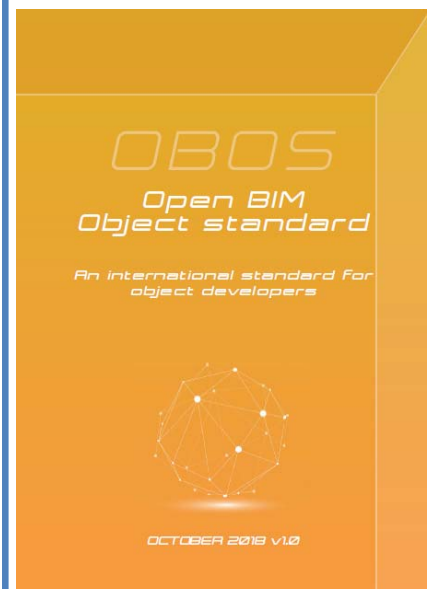 OBOS
Open BIM
Object standard
An international standard for
object developers
OCTOBER 2018 v1.0